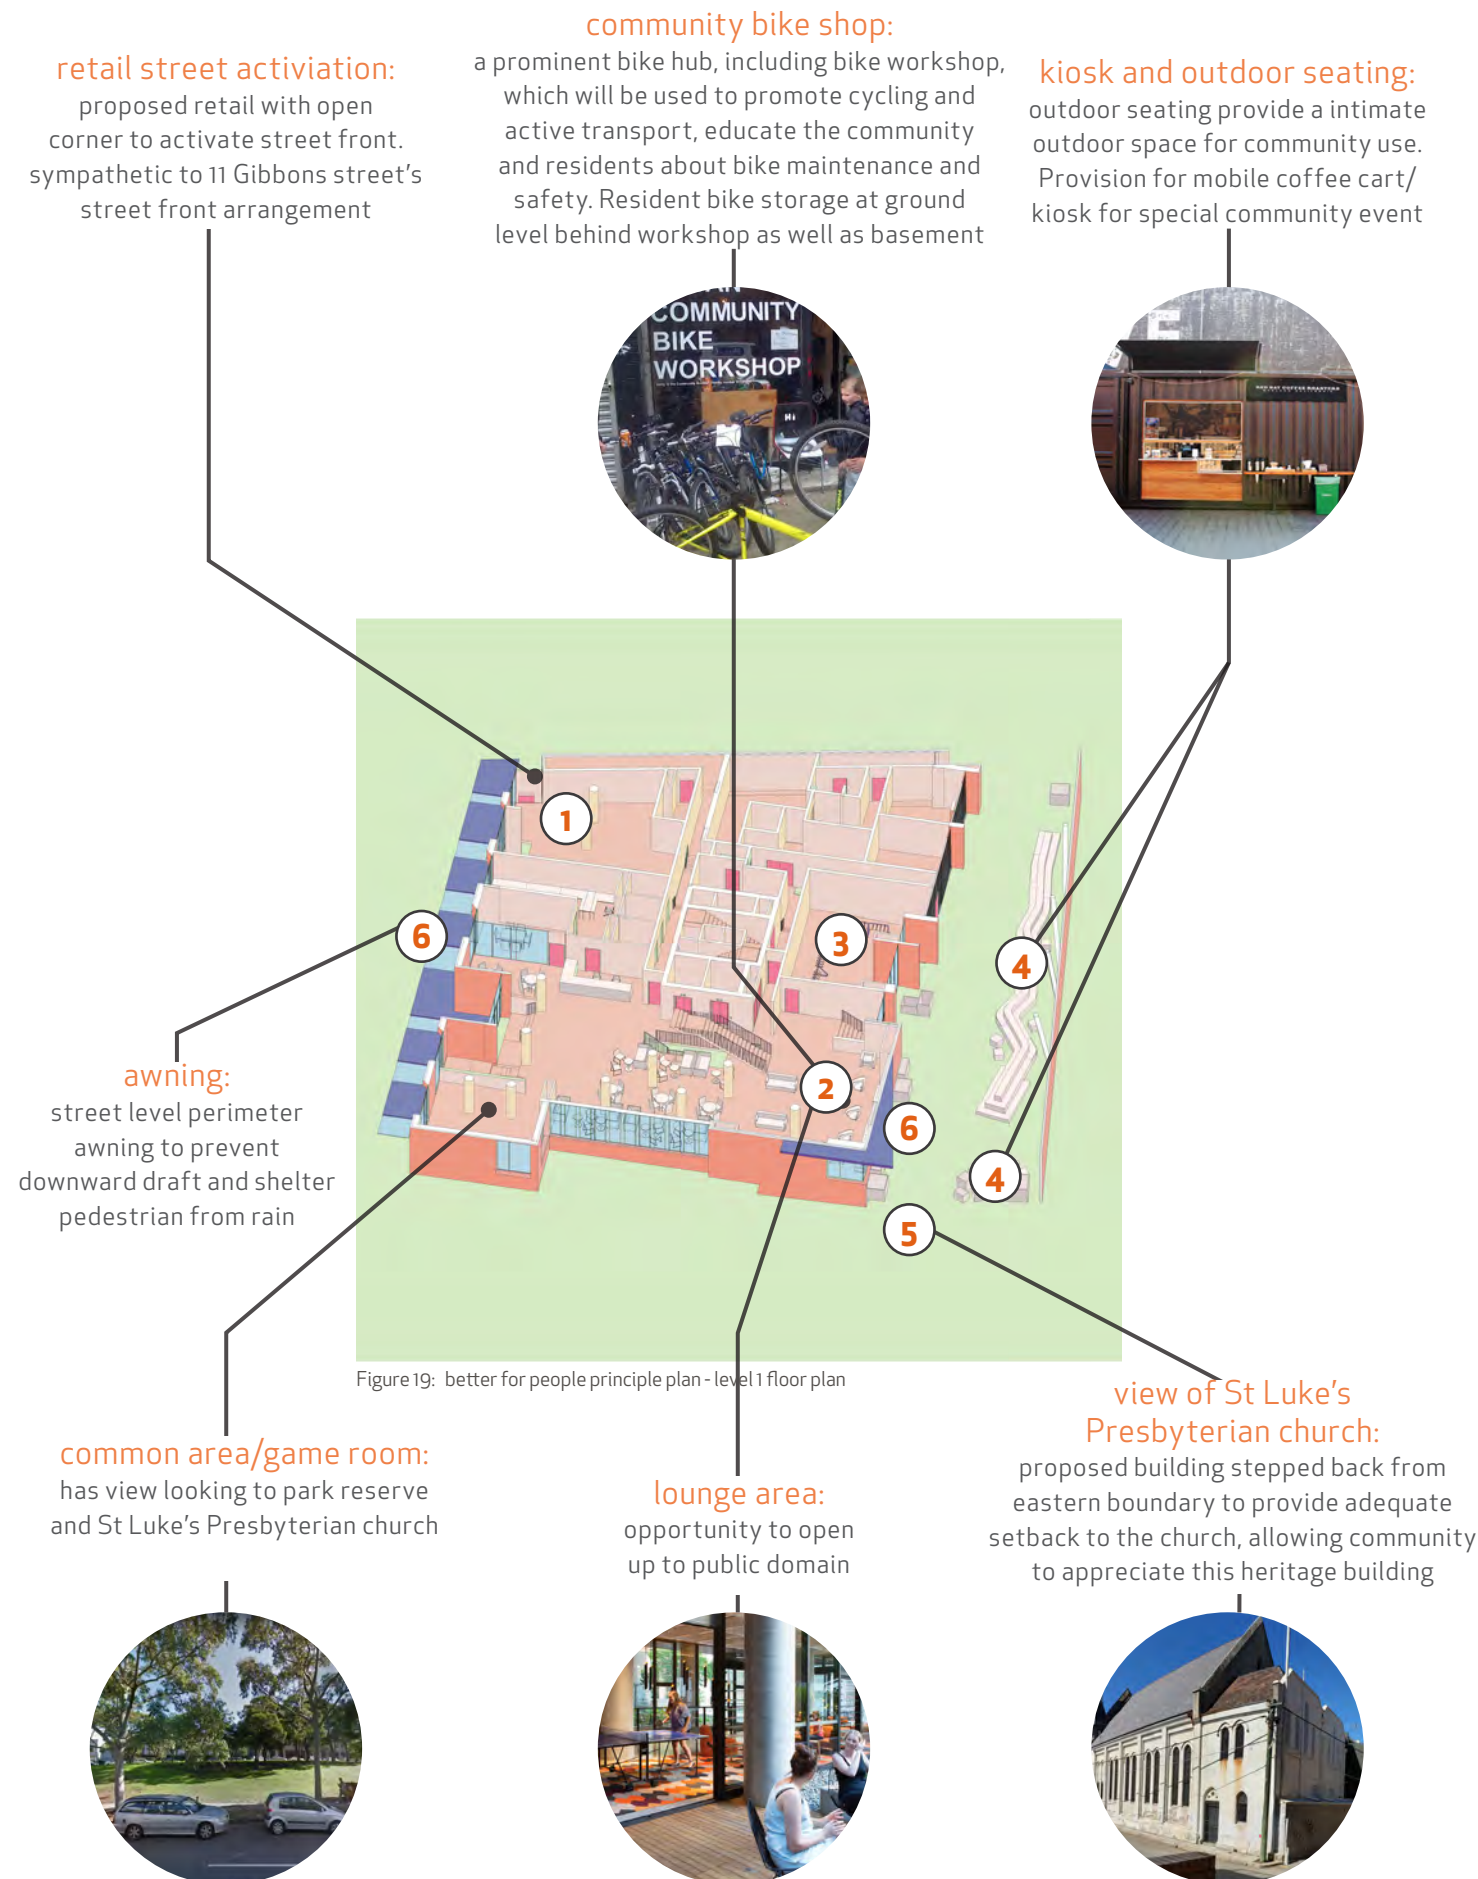 community bike shop:
a prominent bike hub, including bike workshop,
which will be used to promote cycling and
active transport, educate the community
and residents about bike maintenance and
safety. Resident bike storage at ground
level behind workshop as well as basement
retail street activiation:
proposed retail with open
corner to activate street front.
sympathetic to 11 Gibbons street's
street front arrangement
kiosk and outdoor seating:
outdoor seating provide a intimate
outdoor space for community use.
Provision for mobile coffee cart/
kiosk for special community event
COMMUNITY
BIKE
WORKSHOP
1
6
3
4
2
6
4
5
awning:
street level perimeter
awning to prevent
downward draft and shelter
pedestrian from rain
Figure 19: better for people principle plan - level 1 floor plan
common area/game room:
has view looking to park reserve
and St Luke's Presbyterian church
lounge area:
opportunity to open
up to public domain
view of St Luke's
Presbyterian church:
proposed building stepped back from
eastern boundary to provide adequate
setback to the church, allowing community
to appreciate this heritage building